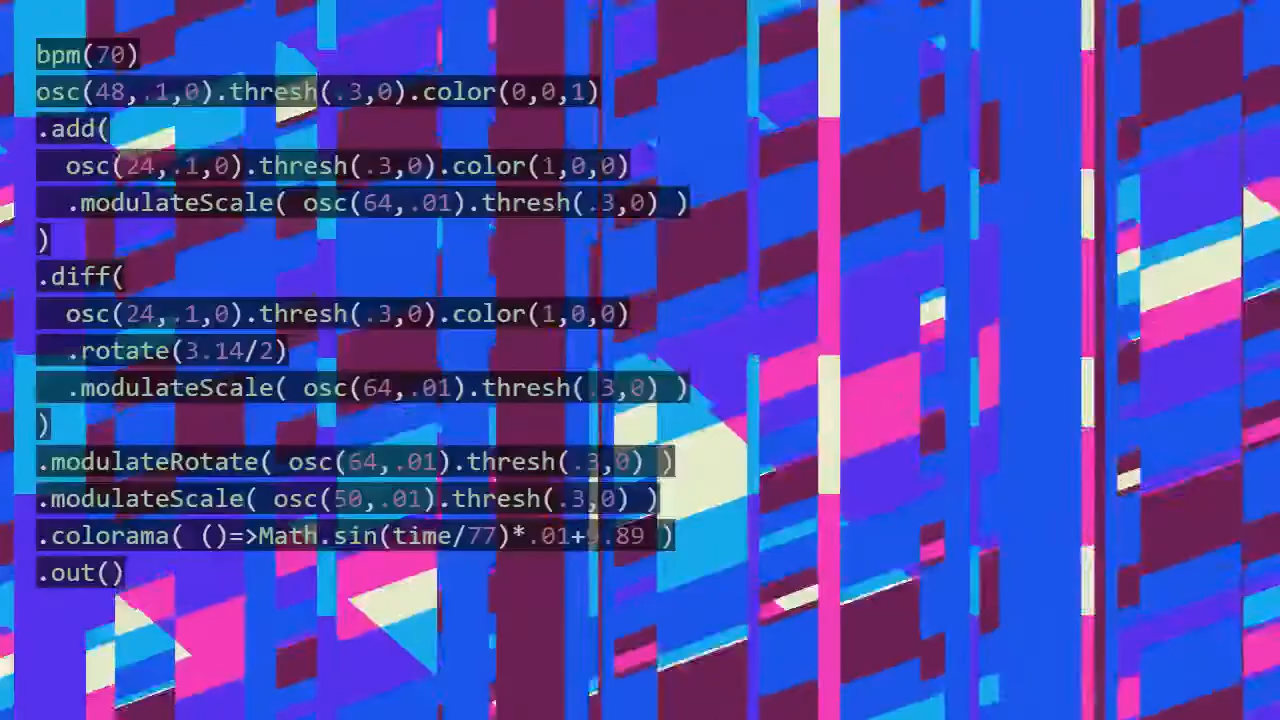 bpm(70)
osc(48,.1,0).thresh(.3,0).color(0,0,1)
.add(
  osc(24,.1,0).thresh(.3,0).color(1,0,0)
  .modulateScale( osc(64,.01).thresh(.3,0) )
)
.diff(
  osc(24,.1,0).thresh(.3,0).color(1,0,0)
  .rotate(3.14/2)
  .modulateScale( osc(64,.01).thresh(.3,0) )
)
.modulateRotate( osc(64,.01).thresh(.3,0) )
.modulateScale( osc(50,.01).thresh(.3,0) )
.colorama( ()=>Math.sin(time/77)*.01+9.89 )
.out()